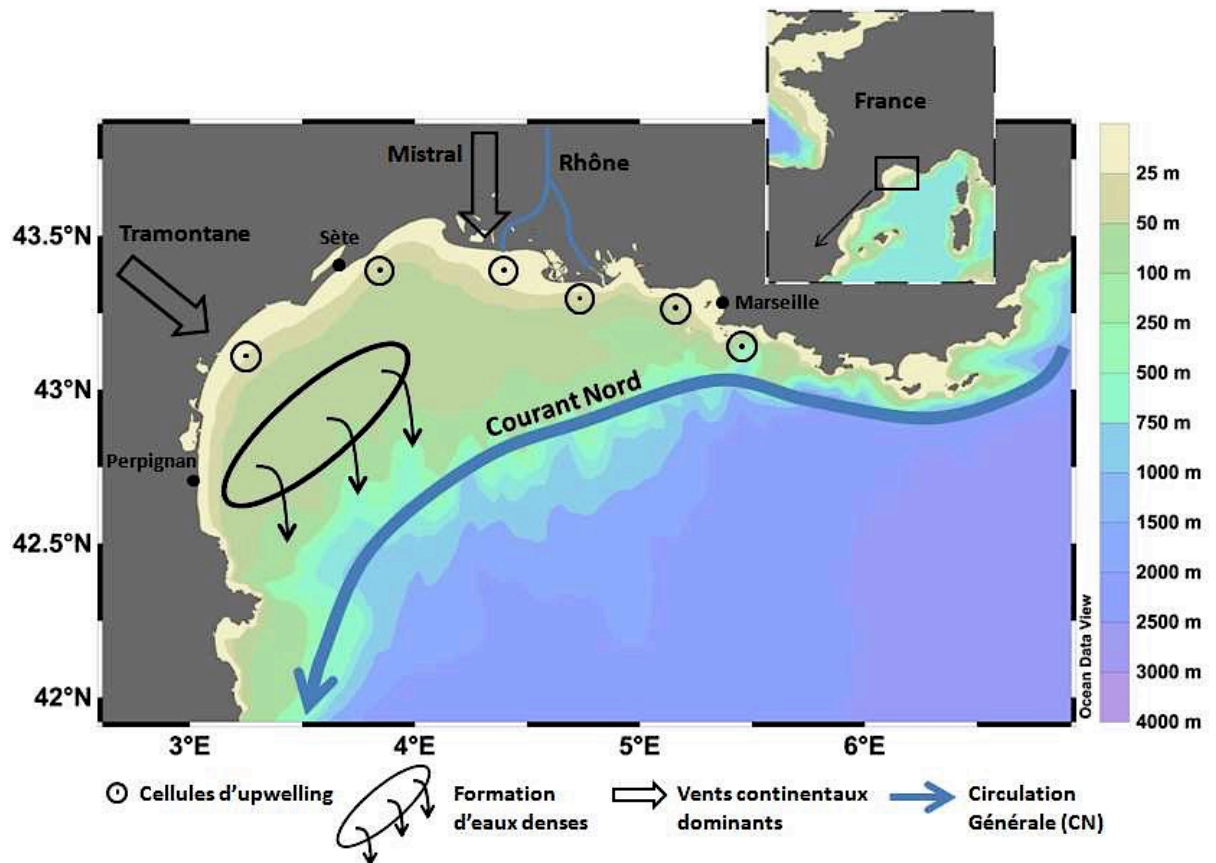 France
Mistral
Rhône
Tramontane
Sète
Marseille
Courant Nord
Perpignan
43.5°N
43°N
42.5°N
42°N
3°E
4°E
5°E
6°E
25 m
50 m
100 m
250 m
500 m
750 m
1000 m
1500 m
2000 m
2500 m
3000 m
4000 m
Ocean Data View
Cellules d'upwelling
Formation
d'eaux denses
Vents continentaux
dominants
Circulation
Générale (CN)